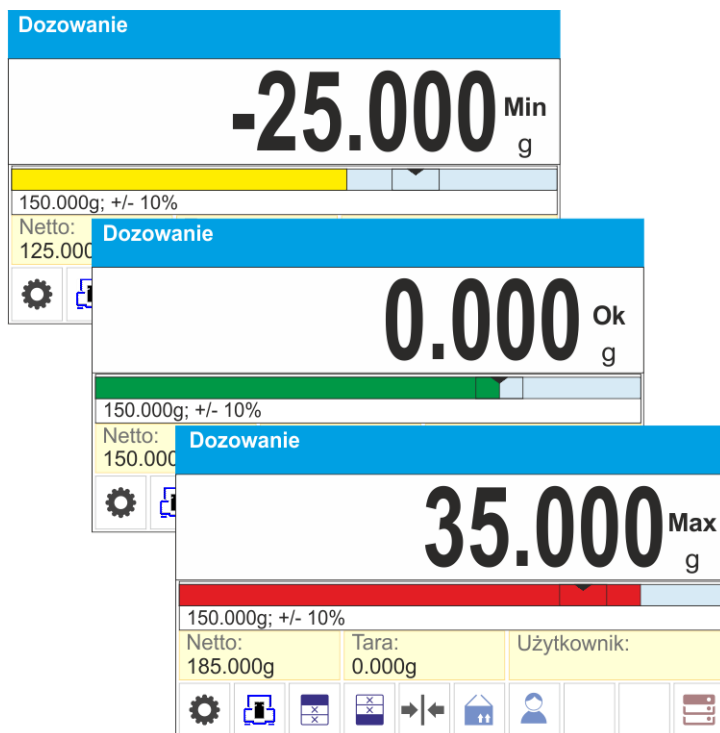 Dozowanie
-25.000 Min
g
150.000g; +/- 10%
Netto:
125.000
Dozowanie
0.000 Ok
g
150.000g; +/- 10%
Netto:
150.000
Dozowanie
35.000 Max
g
150.000g; +/- 10%
Netto: Tara: Użytkownik:
185.000g 0.000g